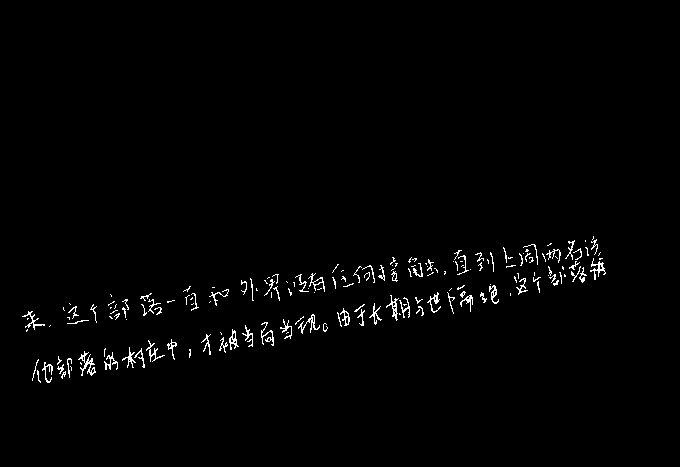 来,这个部落一直和外界没有任何接触,直到上周两名该
他部落的村庄中,才被当局当现。由于长期与世隔绝,这个部落